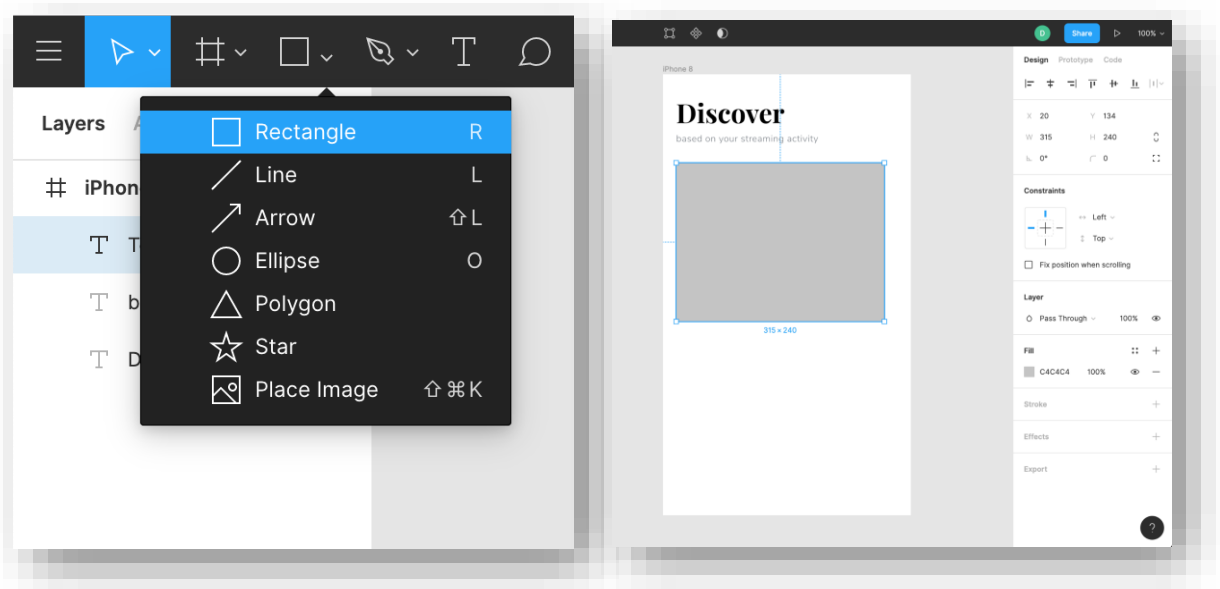 Layers
iPhon
T
b
D
Rectangle R
Line L
Arrow ⇧L
Ellipse O
Polygon
Star
Place Image ⇧⌘K
D Share 100%
iPhone 8
Discover
based on your streaming activity
315 × 240
Design Prototype Code
X 20 Y 134
W 315 H 240
0° 0
Constraints
Left
Top
Fix position when scrolling
Layer
Pass Through 100%
Fill
C4C4C4 100%
Stroke
Effects
Export
?